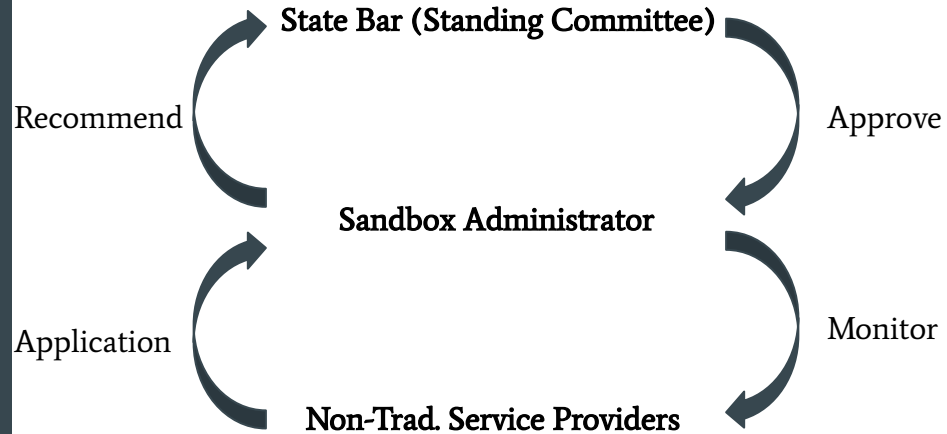 State Bar (Standing Committee)
Recommend
Approve
Sandbox Administrator
Application
Monitor
Non-Trad. Service Providers